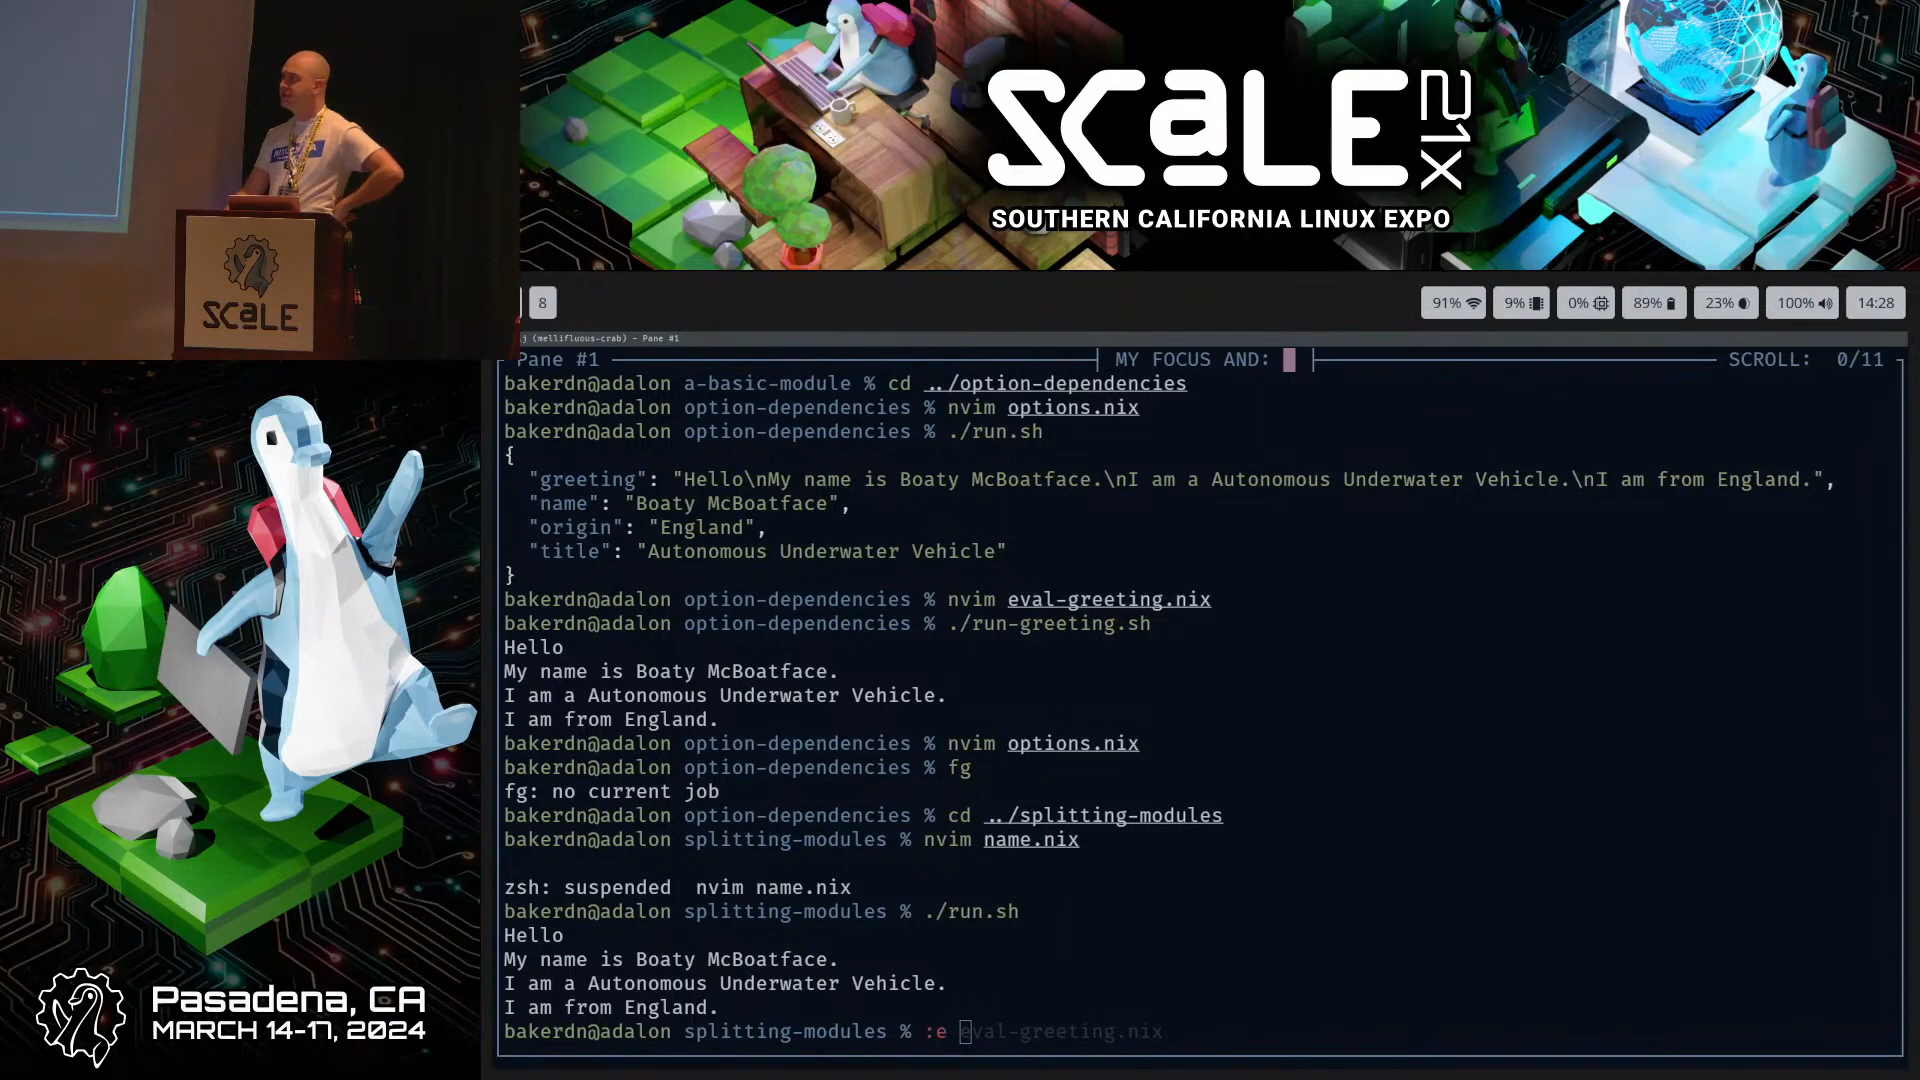 SCaLE 21X
SOUTHERN CALIFORNIA LINUX EXPO
SCaLE
8
91% 9% 0% 89% 23% 100% 14:28
j (mellifluous-crab) - Pane #1
Pane #1 MY FOCUS AND: SCROLL: 0/11
bakerdn@adalon a-basic-module % cd ../option-dependencies
bakerdn@adalon option-dependencies % nvim options.nix
bakerdn@adalon option-dependencies % ./run.sh
{
"greeting": "Hello\nMy name is Boaty McBoatface.\nI am a Autonomous Underwater Vehicle.\nI am from England.",
"name": "Boaty McBoatface",
"origin": "England",
"title": "Autonomous Underwater Vehicle"
}
bakerdn@adalon option-dependencies % nvim eval-greeting.nix
bakerdn@adalon option-dependencies % ./run-greeting.sh
Hello
My name is Boaty McBoatface.
I am a Autonomous Underwater Vehicle.
I am from England.
bakerdn@adalon option-dependencies % nvim options.nix
bakerdn@adalon option-dependencies % fg
fg: no current job
bakerdn@adalon option-dependencies % cd ../splitting-modules
bakerdn@adalon splitting-modules % nvim name.nix
zsh: suspended nvim name.nix
bakerdn@adalon splitting-modules % ./run.sh
Hello
My name is Boaty McBoatface.
I am a Autonomous Underwater Vehicle.
I am from England.
bakerdn@adalon splitting-modules % :e eval-greeting.nix
Pasadena, CA
MARCH 14-17, 2024